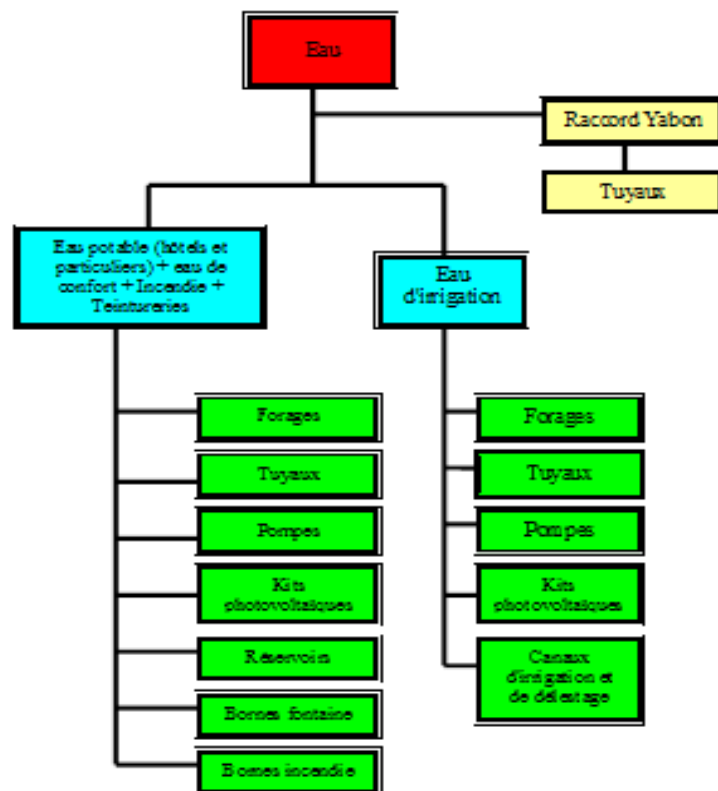 Eau
Raccord Yabon
Tuyaux
Eau potable (hôtels et
particuliers) + eau de
confort + Incendie +
Teintureries
Eau
d'irrigation
Forages
Tuyaux
Pompes
Kits
photovoltaïques
Réservoirs
Bornes fontaine
Bornes incendie
Forages
Tuyaux
Pompes
Kits
photovoltaïques
Canaux
d'irrigation et
de délestage